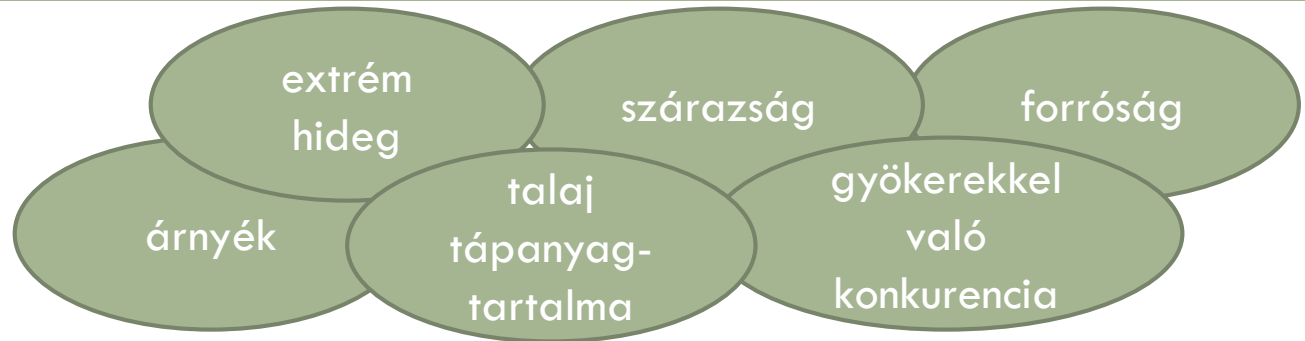 extrém
hideg
szárazság
forróság
árnyék
talaj
tápanyag-
tartalma
gyökerekkel
való
konkurencia